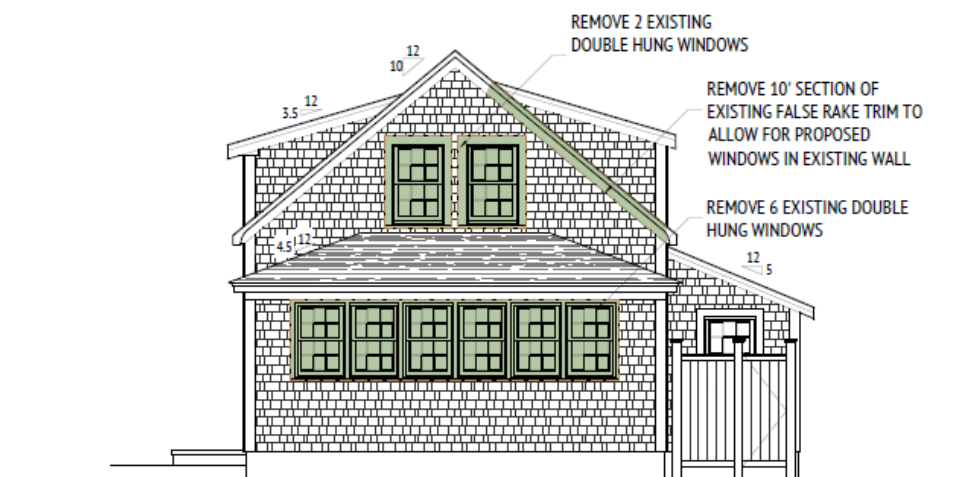 REMOVE 2 EXISTING
DOUBLE HUNG WINDOWS
12
10
12
3.5
REMOVE 10' SECTION OF
EXISTING FALSE RAKE TRIM TO
ALLOW FOR PROPOSED
WINDOWS IN EXISTING WALL
REMOVE 6 EXISTING DOUBLE
HUNG WINDOWS
12
4.5
12
5